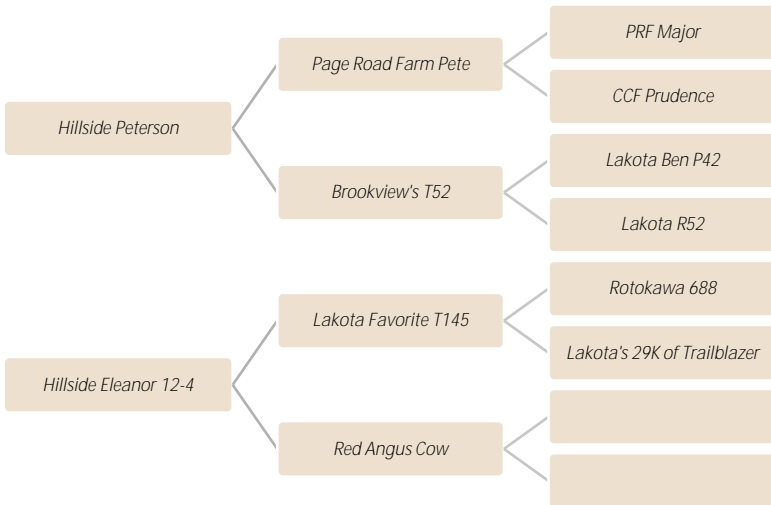 PRF Major
Page Road Farm Pete
CCF Prudence
Hillside Peterson
Lakota Ben P42
Brookview's T52
Lakota R52
Rotokawa 688
Lakota Favorite T145
Lakota's 29K of Trailblazer
Hillside Eleanor 12-4
Red Angus Cow